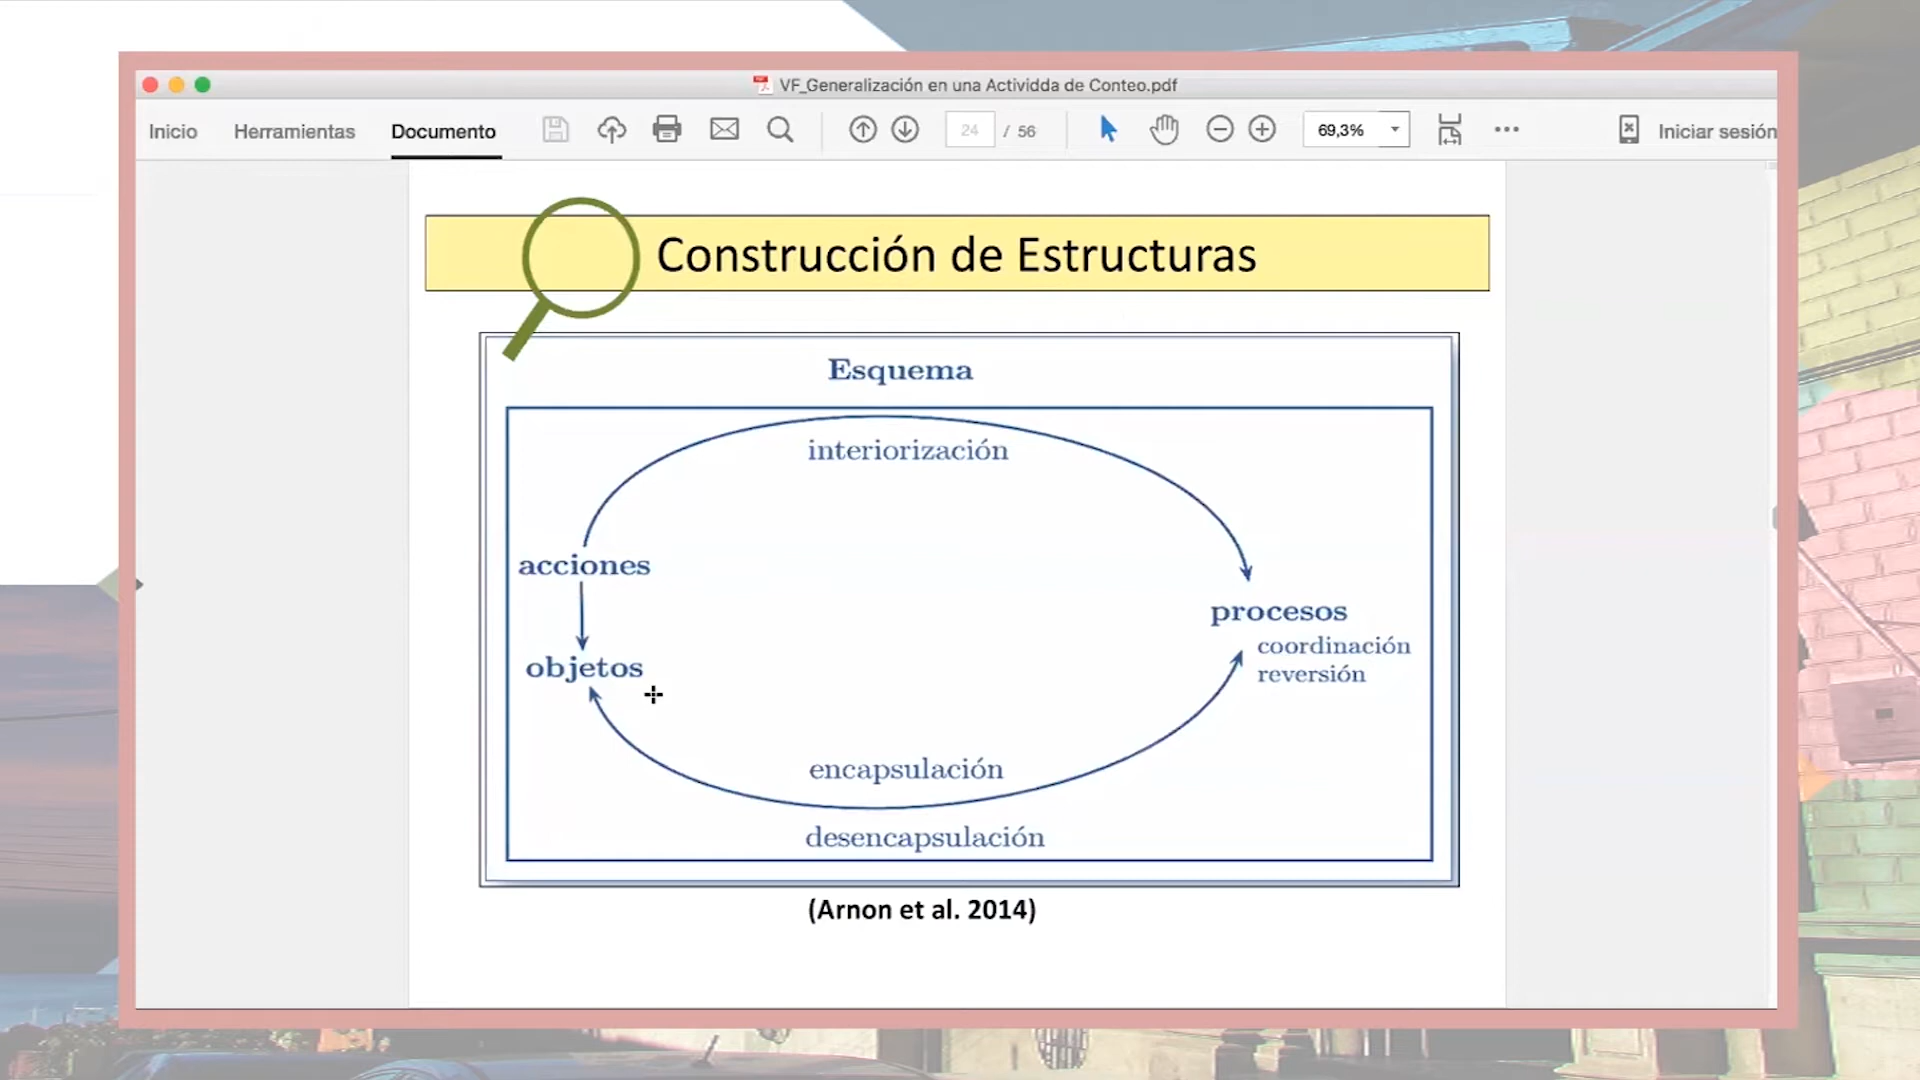 VF_Generalización en una Actividda de Conteo.pdf
Inicio Herramientas Documento 24 / 56 69,3% Iniciar sesión
Construcción de Estructuras
Esquema
interiorización
acciones
procesos
coordinación
objetos
reversión
encapsulación
desencapsulación
(Arnon et al. 2014)